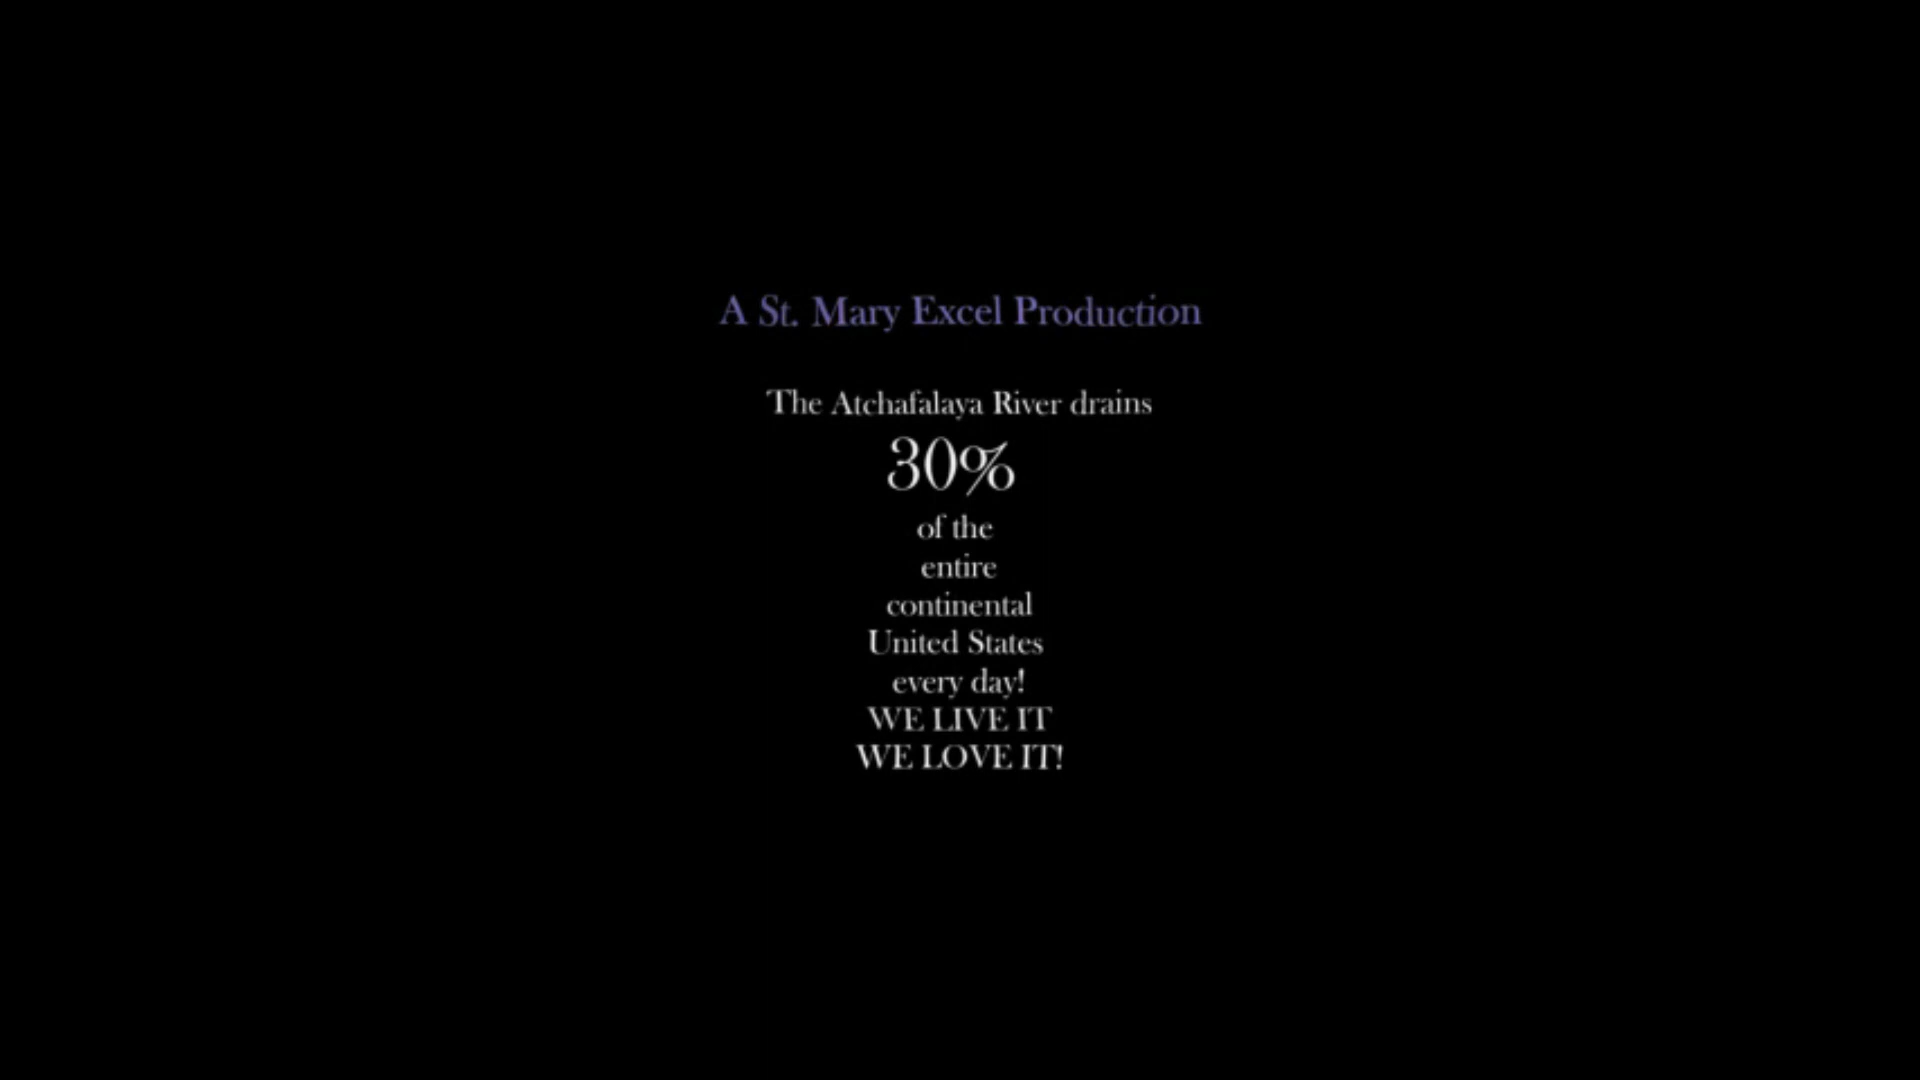 A St. Mary Excel Production
The Atchafalaya River drains
30%
of the
entire
continental
United States
every day!
WE LIVE IT
WE LOVE IT!